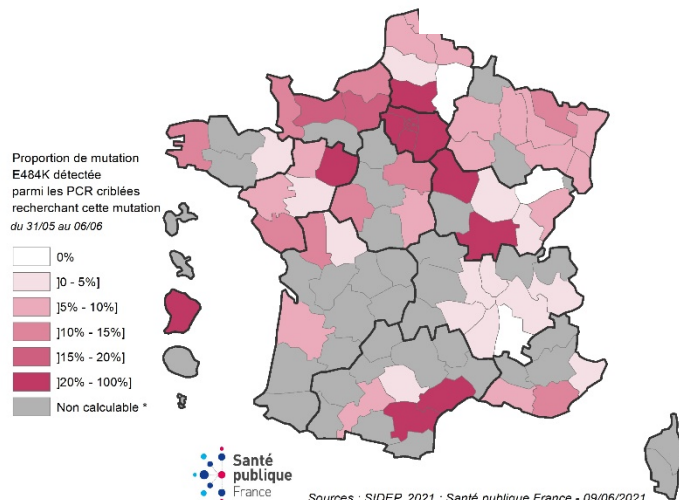 Proportion de mutation
E484K détectée
parmi les PCR criblées
recherchant cette mutation
du 31/05 au 06/06
0%
]0 - 5%]
]5% - 10%]
]10% - 15%]
]15% - 20%]
]20% - 100%]
Non calculable *
Santé
publique
France
Sources : SIDEP, 2021 ; Santé publique France - 09/06/2021